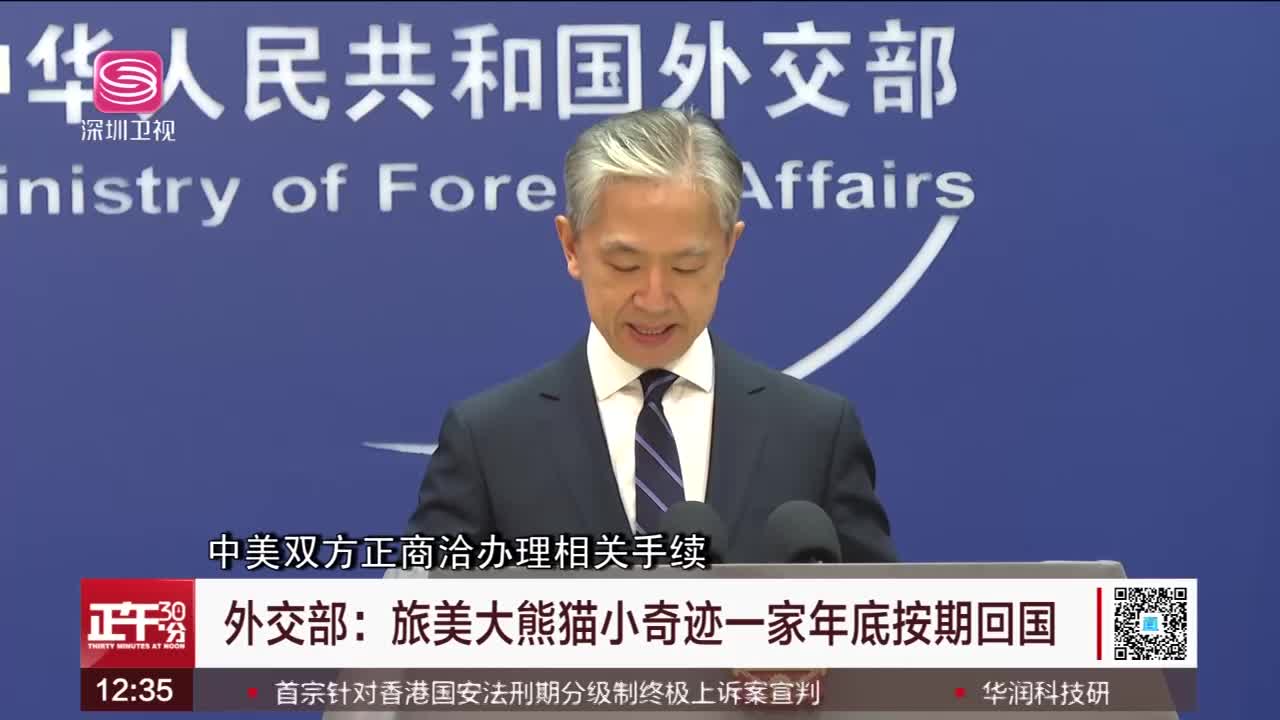 中华人民共和国外交部
深圳卫视
inistry of Fore Affairs
中美双方正商洽办理相关手续
正午30分
THIRTY MINUTES AT NOON
外交部：旅美大熊猫小奇迹一家年底按期回国
12:35
首宗针对香港国安法刑期分级制终极上诉案宣判
华润科技研